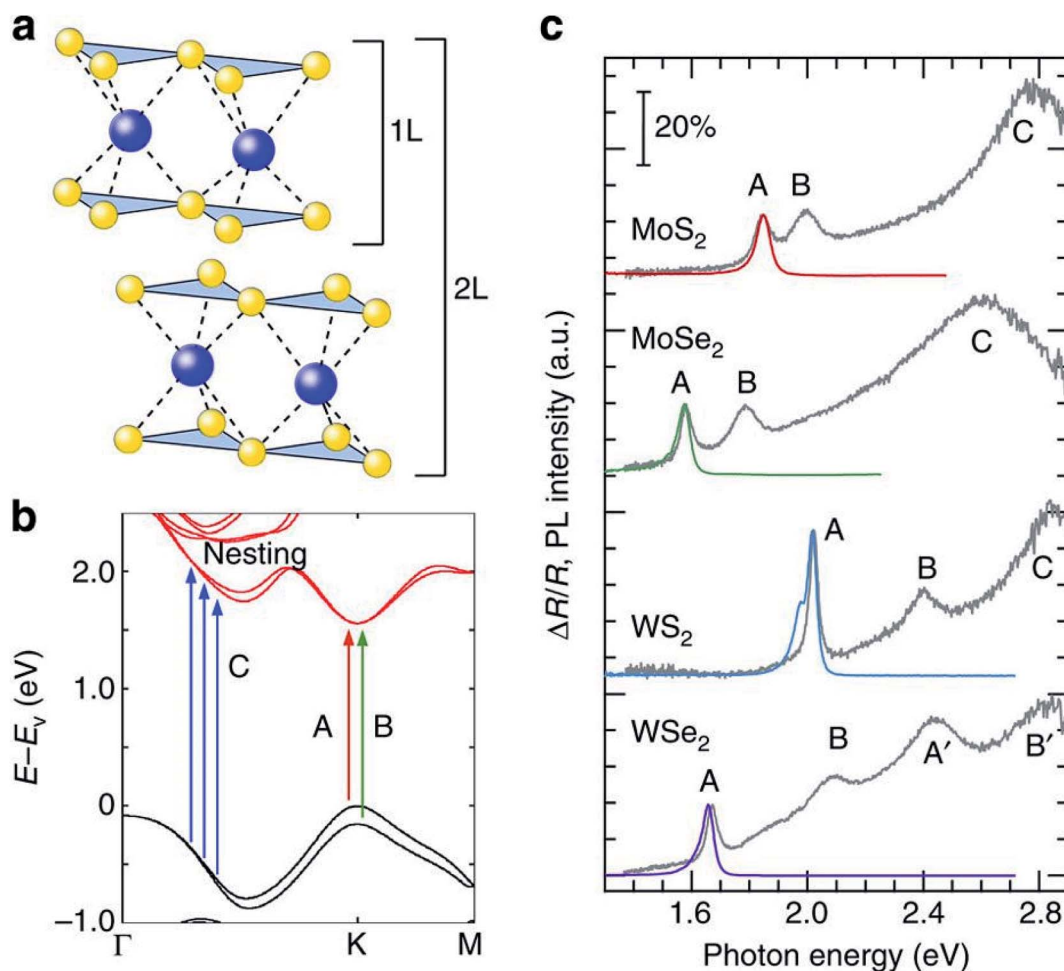 a
1L
2L
b
Nesting
2.0
1.0
0
–1.0
E–Eᵥ (eV)
C
A
B
Γ
K
M
c
20%
A
B
C
MoS₂
A
B
C
MoSe₂
A
B
C
WS₂
A
B
A′
B′
WSe₂
ΔR/R, PL intensity (a.u.)
1.6
2.0
2.4
2.8
Photon energy (eV)